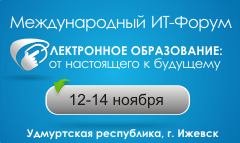 Международный ИТ-Форум
ЛЕКТРОННОЕ ОБРАЗОВАНИЕ:
от настоящего к будущему
12-14 ноября
Удмуртская республика, г. Ижевск